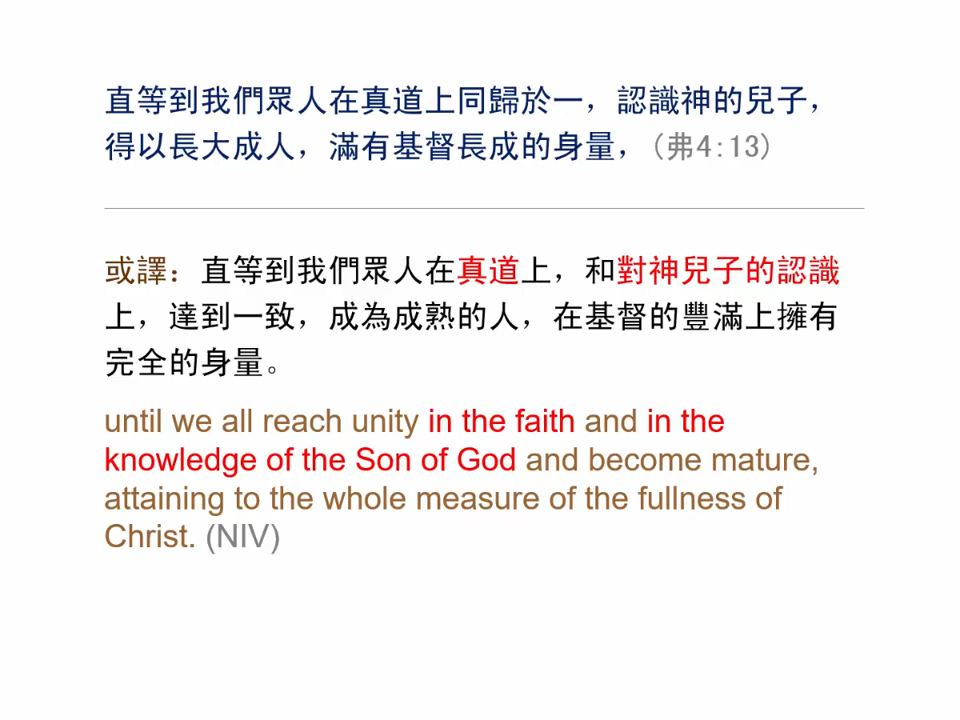 直等到我們眾人在真道上同歸於一，認識神的兒子，
得以長大成人，滿有基督長成的身量，（弗4：13）
或譯：直等到我們眾人在真道上，和對神兒子的認識
上，達到一致，成為成熟的人，在基督的豐滿上擁有
完全的身量。
until we all reach unity in the faith and in the
knowledge of the Son of God and become mature,
attaining to the whole measure of the fullness of
Christ. (NIV)